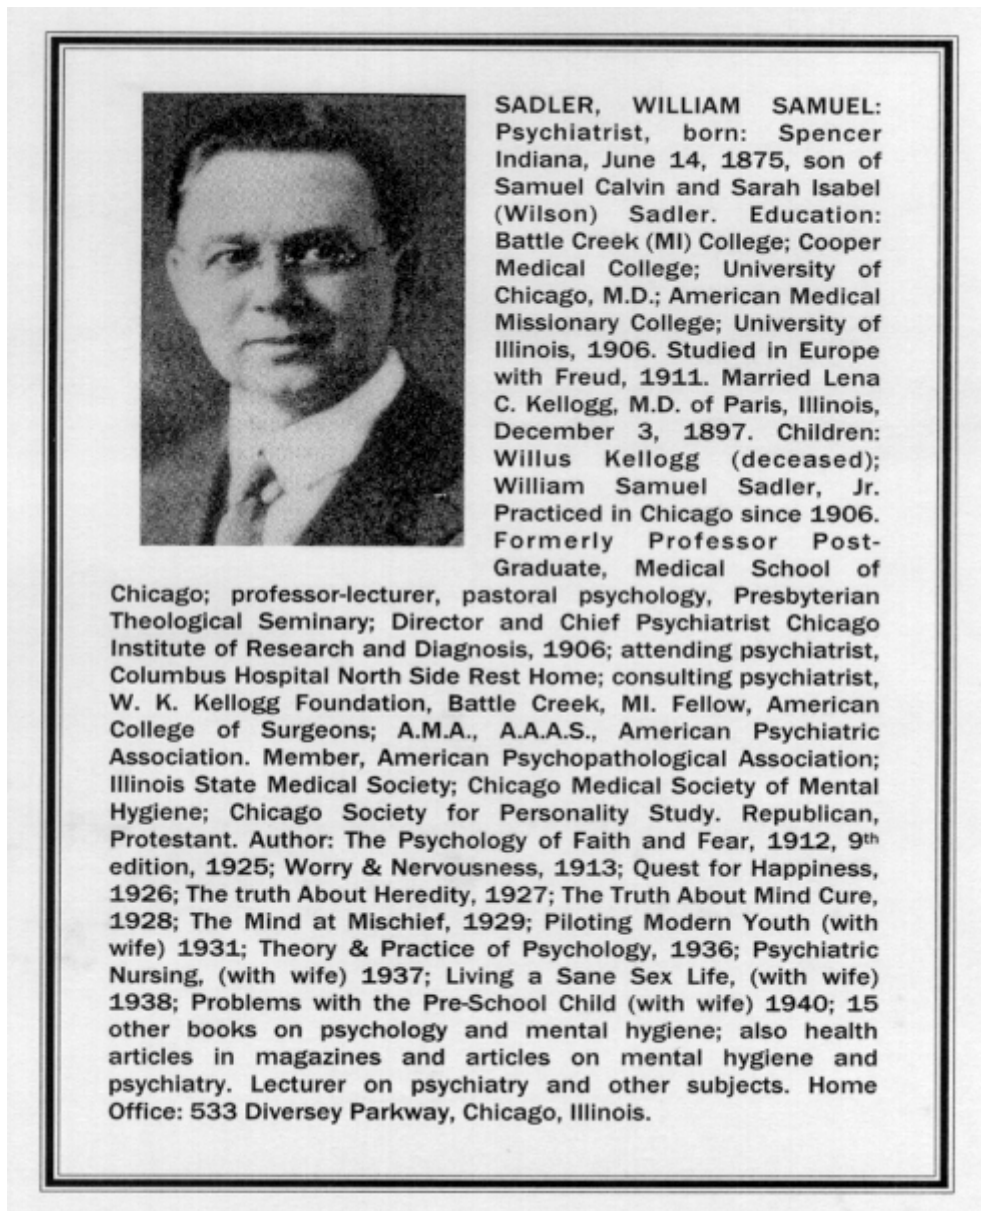 SADLER, WILLIAM SAMUEL:
Psychiatrist, born: Spencer
Indiana, June 14, 1875, son of
Samuel Calvin and Sarah Isabel
(Wilson) Sadler. Education:
Battle Creek (MI) College; Cooper
Medical College; University of
Chicago, M.D.; American Medical
Missionary College; University of
Illinois, 1906. Studied in Europe
with Freud, 1911. Married Lena
C. Kellogg, M.D. of Paris, Illinois,
December 3, 1897. Children:
Willus Kellogg (deceased);
William Samuel Sadler, Jr.
Practiced in Chicago since 1906.
Formerly Professor Post-
Graduate, Medical School of
Chicago; professor-lecturer, pastoral psychology, Presbyterian
Theological Seminary; Director and Chief Psychiatrist Chicago
Institute of Research and Diagnosis, 1906; attending psychiatrist,
Columbus Hospital North Side Rest Home; consulting psychiatrist,
W. K. Kellogg Foundation, Battle Creek, MI. Fellow, American
College of Surgeons; A.M.A., A.A.A.S., American Psychiatric
Association. Member, American Psychopathological Association;
Illinois State Medical Society; Chicago Medical Society of Mental
Hygiene; Chicago Society for Personality Study. Republican,
Protestant. Author: The Psychology of Faith and Fear, 1912, 9th
edition, 1925; Worry & Nervousness, 1913; Quest for Happiness,
1926; The truth About Heredity, 1927; The Truth About Mind Cure,
1928; The Mind at Mischief, 1929; Piloting Modern Youth (with
wife) 1931; Theory & Practice of Psychology, 1936; Psychiatric
Nursing, (with wife) 1937; Living a Sane Sex Life, (with wife)
1938; Problems with the Pre-School Child (with wife) 1940; 15
other books on psychology and mental hygiene; also health
articles in magazines and articles on mental hygiene and
psychiatry. Lecturer on psychiatry and other subjects. Home
Office: 533 Diversey Parkway, Chicago, Illinois.